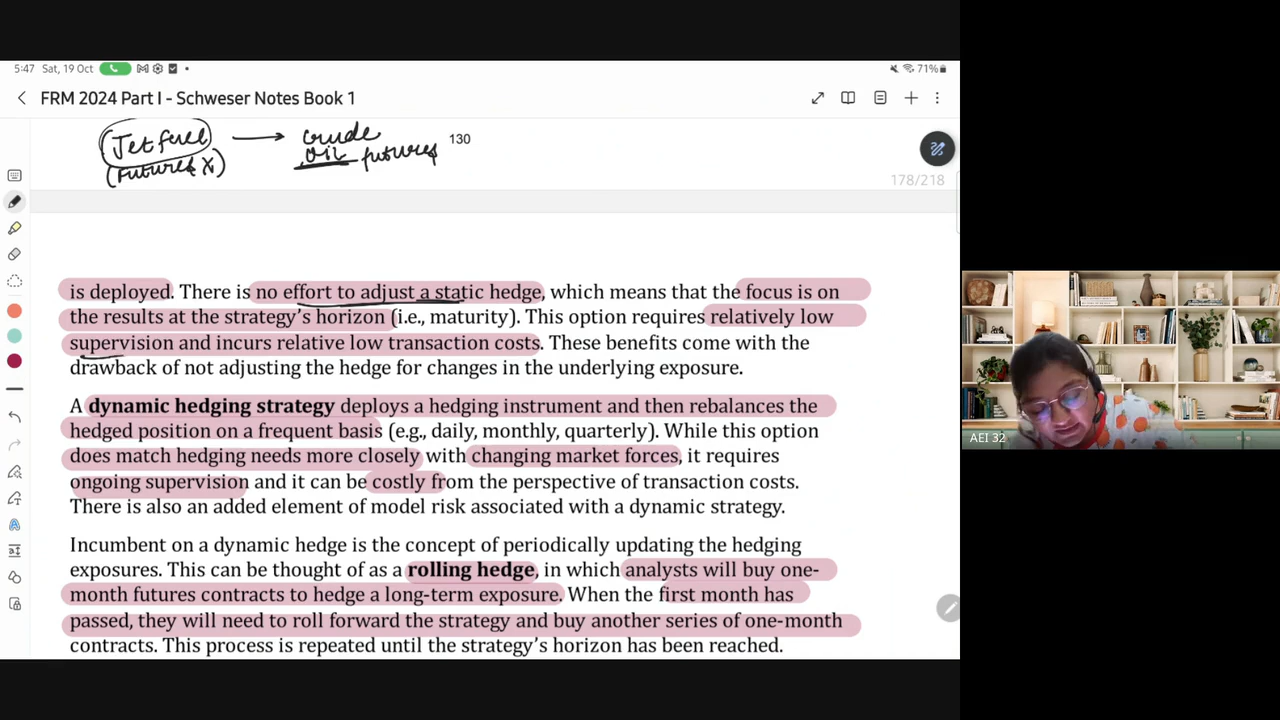 5:47 Sat, 19 Oct
71%
FRM 2024 Part I - Schweser Notes Book 1
Jet fuel → crude
(Futures X) oil futures
130
178/218
is deployed. There is no effort to adjust a static hedge, which means that the focus is on
the results at the strategy's horizon (i.e., maturity). This option requires relatively low
supervision and incurs relative low transaction costs. These benefits come with the
drawback of not adjusting the hedge for changes in the underlying exposure.
A dynamic hedging strategy deploys a hedging instrument and then rebalances the
hedged position on a frequent basis (e.g., daily, monthly, quarterly). While this option
does match hedging needs more closely with changing market forces, it requires
ongoing supervision and it can be costly from the perspective of transaction costs.
There is also an added element of model risk associated with a dynamic strategy.
Incumbent on a dynamic hedge is the concept of periodically updating the hedging
exposures. This can be thought of as a rolling hedge, in which analysts will buy one-
month futures contracts to hedge a long-term exposure. When the first month has
passed, they will need to roll forward the strategy and buy another series of one-month
contracts. This process is repeated until the strategy's horizon has been reached.
AEI 32